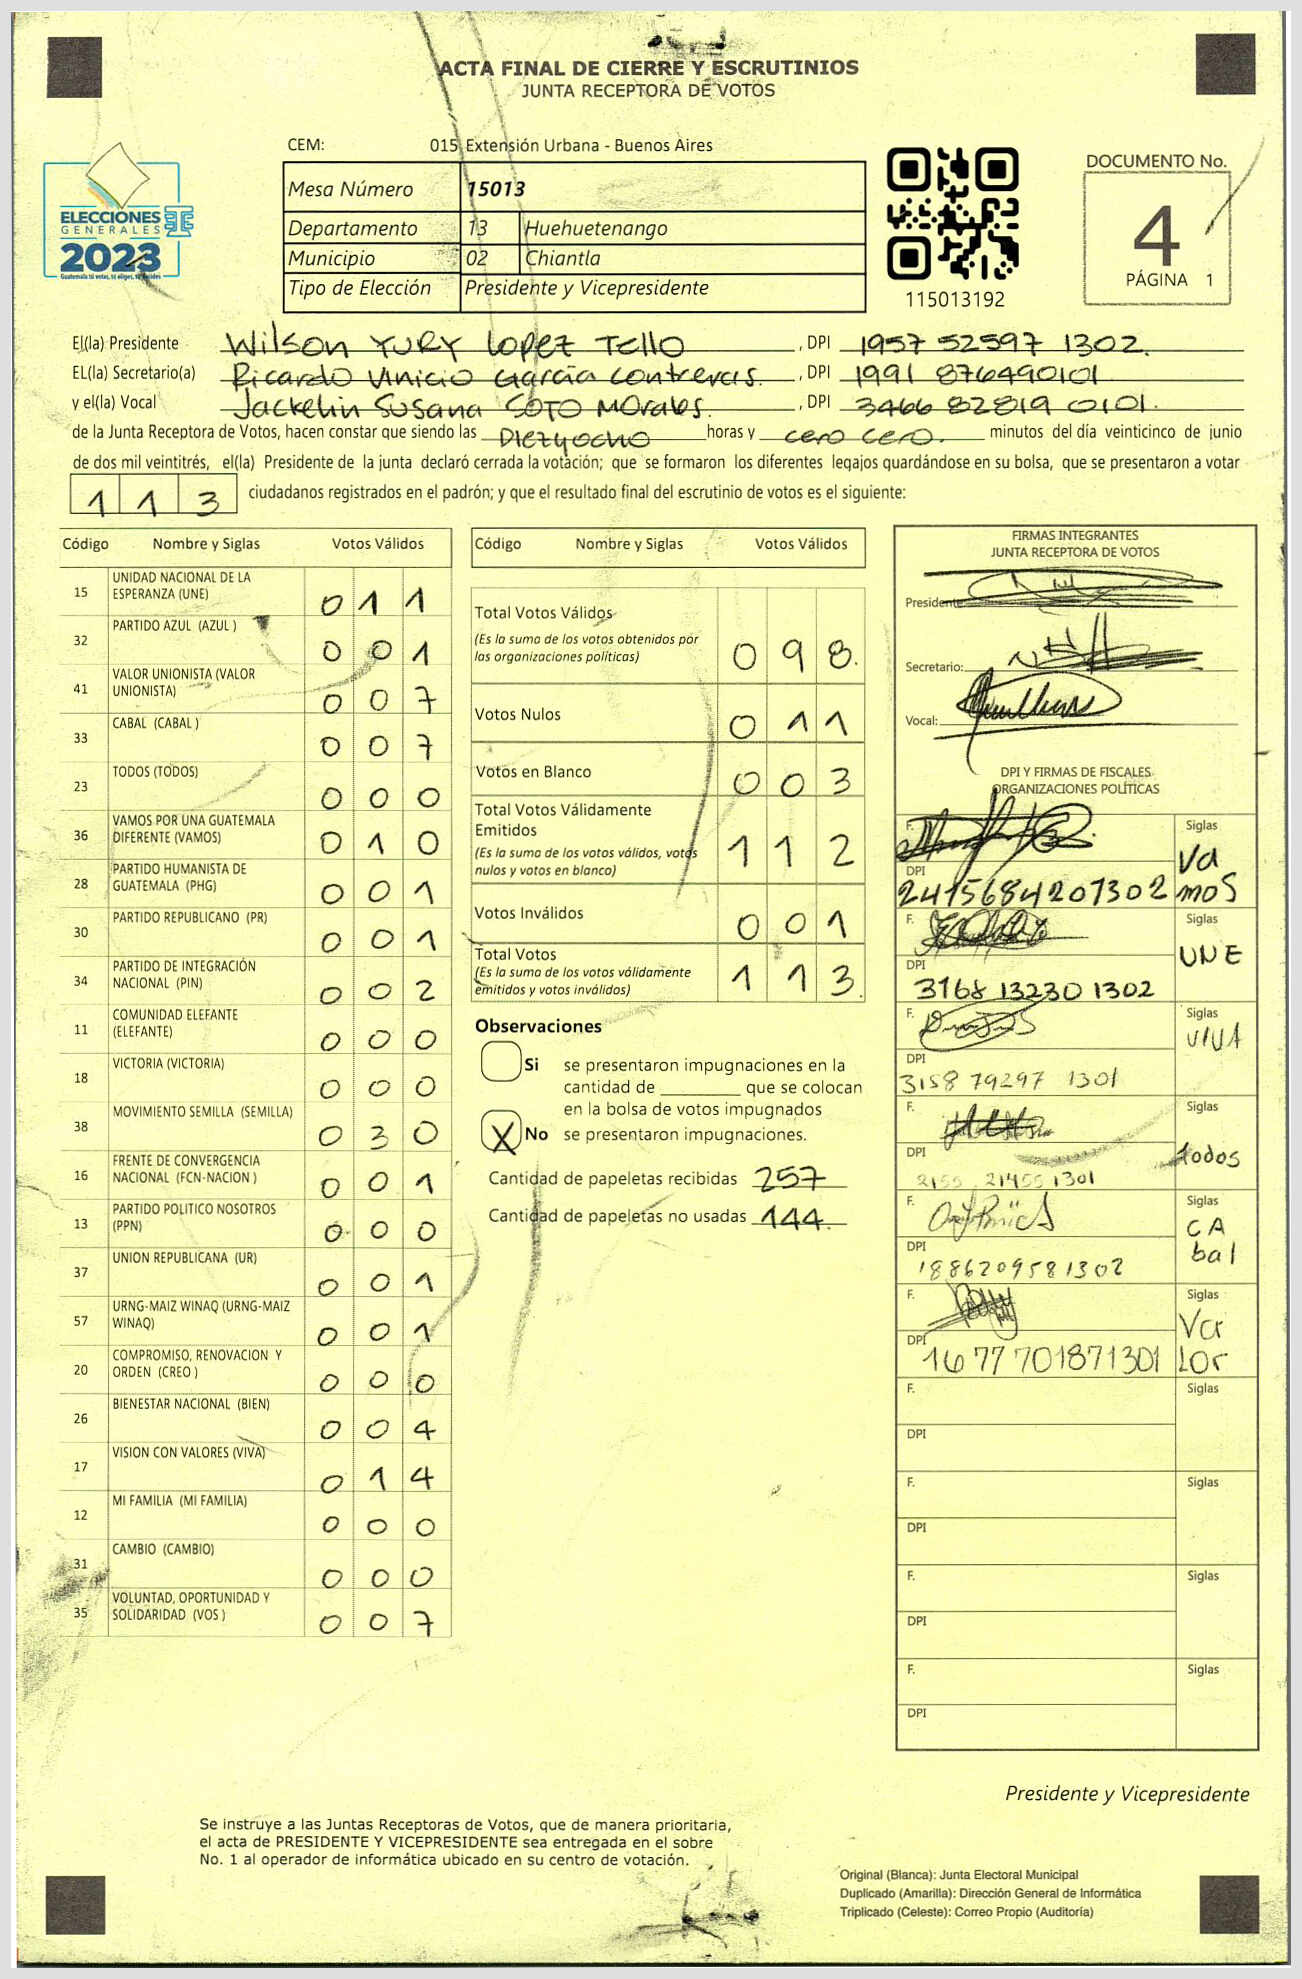 ACTA FINAL DE CIERRE Y ESCRUTINIOS
JUNTA RECEPTORA DE VOTOS
CEM: 015 Extensión Urbana - Buenos Aires
Mesa Número 15013
Departamento 13 Huehuetenango
Municipio 02 Chiantla
Tipo de Elección Presidente y Vicepresidente
ELECCIONES
GENERALES
2023
115013192
DOCUMENTO No.
4
PÁGINA 1
El(la) Presidente Wilson YURY Lopez Tello , DPI 1957 52597 1302.
EL(la) Secretario(a) Ricardo Vinicio García Contreras. , DPI 1991 876490101
y el(la) Vocal Jackelin Susana SOTO Morales. , DPI 3466 82819 0101.
de la Junta Receptora de Votos, hacen constar que siendo las Diezyocho horas y cero cero. minutos del día veinticinco de junio
de dos mil veintitrés, el(la) Presidente de la junta declaró cerrada la votación; que se formaron los diferentes legajos guardándose en su bolsa, que se presentaron a votar
113 ciudadanos registrados en el padrón; y que el resultado final del escrutinio de votos es el siguiente:
Código Nombre y Siglas Votos Válidos
15 UNIDAD NACIONAL DE LA ESPERANZA (UNE) 0 1 1
32 PARTIDO AZUL (AZUL ) 0 0 1
41 VALOR UNIONISTA (VALOR UNIONISTA) 0 0 7
33 CABAL (CABAL ) 0 0 7
23 TODOS (TODOS) 0 0 0
36 VAMOS POR UNA GUATEMALA DIFERENTE (VAMOS) 0 1 0
28 PARTIDO HUMANISTA DE GUATEMALA (PHG) 0 0 1
30 PARTIDO REPUBLICANO (PR) 0 0 1
34 PARTIDO DE INTEGRACIÓN NACIONAL (PIN) 0 0 2
11 COMUNIDAD ELEFANTE (ELEFANTE) 0 0 0
18 VICTORIA (VICTORIA) 0 0 0
38 MOVIMIENTO SEMILLA (SEMILLA) 0 3 0
16 FRENTE DE CONVERGENCIA NACIONAL (FCN-NACION ) 0 0 1
13 PARTIDO POLITICO NOSOTROS (PPN) 0 0 0
37 UNION REPUBLICANA (UR) 0 0 1
57 URNG-MAIZ WINAQ (URNG-MAIZ WINAQ) 0 0 1
20 COMPROMISO, RENOVACION Y ORDEN (CREO ) 0 0 0
26 BIENESTAR NACIONAL (BIEN) 0 0 4
17 VISION CON VALORES (VIVA) 0 1 4
12 MI FAMILIA (MI FAMILIA) 0 0 0
31 CAMBIO (CAMBIO) 0 0 0
35 VOLUNTAD, OPORTUNIDAD Y SOLIDARIDAD (VOS ) 0 0 7
Código Nombre y Siglas Votos Válidos
Total Votos Válidos 0 9 8.
(Es la suma de los votos obtenidos por
las organizaciones políticas)
Votos Nulos 0 1 1
Votos en Blanco 0 0 3
Total Votos Válidamente
Emitidos 1 1 2
(Es la suma de los votos válidos, votos
nulos y votos en blanco)
Votos Inválidos 0 0 1
Total Votos 1 1 3.
(Es la suma de los votos válidamente
emitidos y votos inválidos)
Observaciones
Si se presentaron impugnaciones en la
cantidad de ________ que se colocan
en la bolsa de votos impugnados
X No se presentaron impugnaciones.
Cantidad de papeletas recibidas 257
Cantidad de papeletas no usadas 144.
FIRMAS INTEGRANTES
JUNTA RECEPTORA DE VOTOS
Presidente
Secretario:
Vocal:
DPI Y FIRMAS DE FISCALES
ORGANIZACIONES POLÍTICAS
F. Siglas Vamos
DPI 2415684201302
F. Siglas UNE
DPI 3168 13230 1302
F. Siglas VIVA
DPI 3158 79297 1301
F. Siglas todos
DPI 1301
F. Siglas CAbal
DPI 1886209581302
F. Siglas Valor
DPI 1677701871301
F. Siglas
DPI
F. Siglas
DPI
F. Siglas
DPI
F. Siglas
DPI
Presidente y Vicepresidente
Se instruye a las Juntas Receptoras de Votos, que de manera prioritaria,
el acta de PRESIDENTE Y VICEPRESIDENTE sea entregada en el sobre
No. 1 al operador de informática ubicado en su centro de votación.
Original (Blanca): Junta Electoral Municipal
Duplicado (Amarilla): Dirección General de Informática
Triplicado (Celeste): Correo Propio (Auditoría)